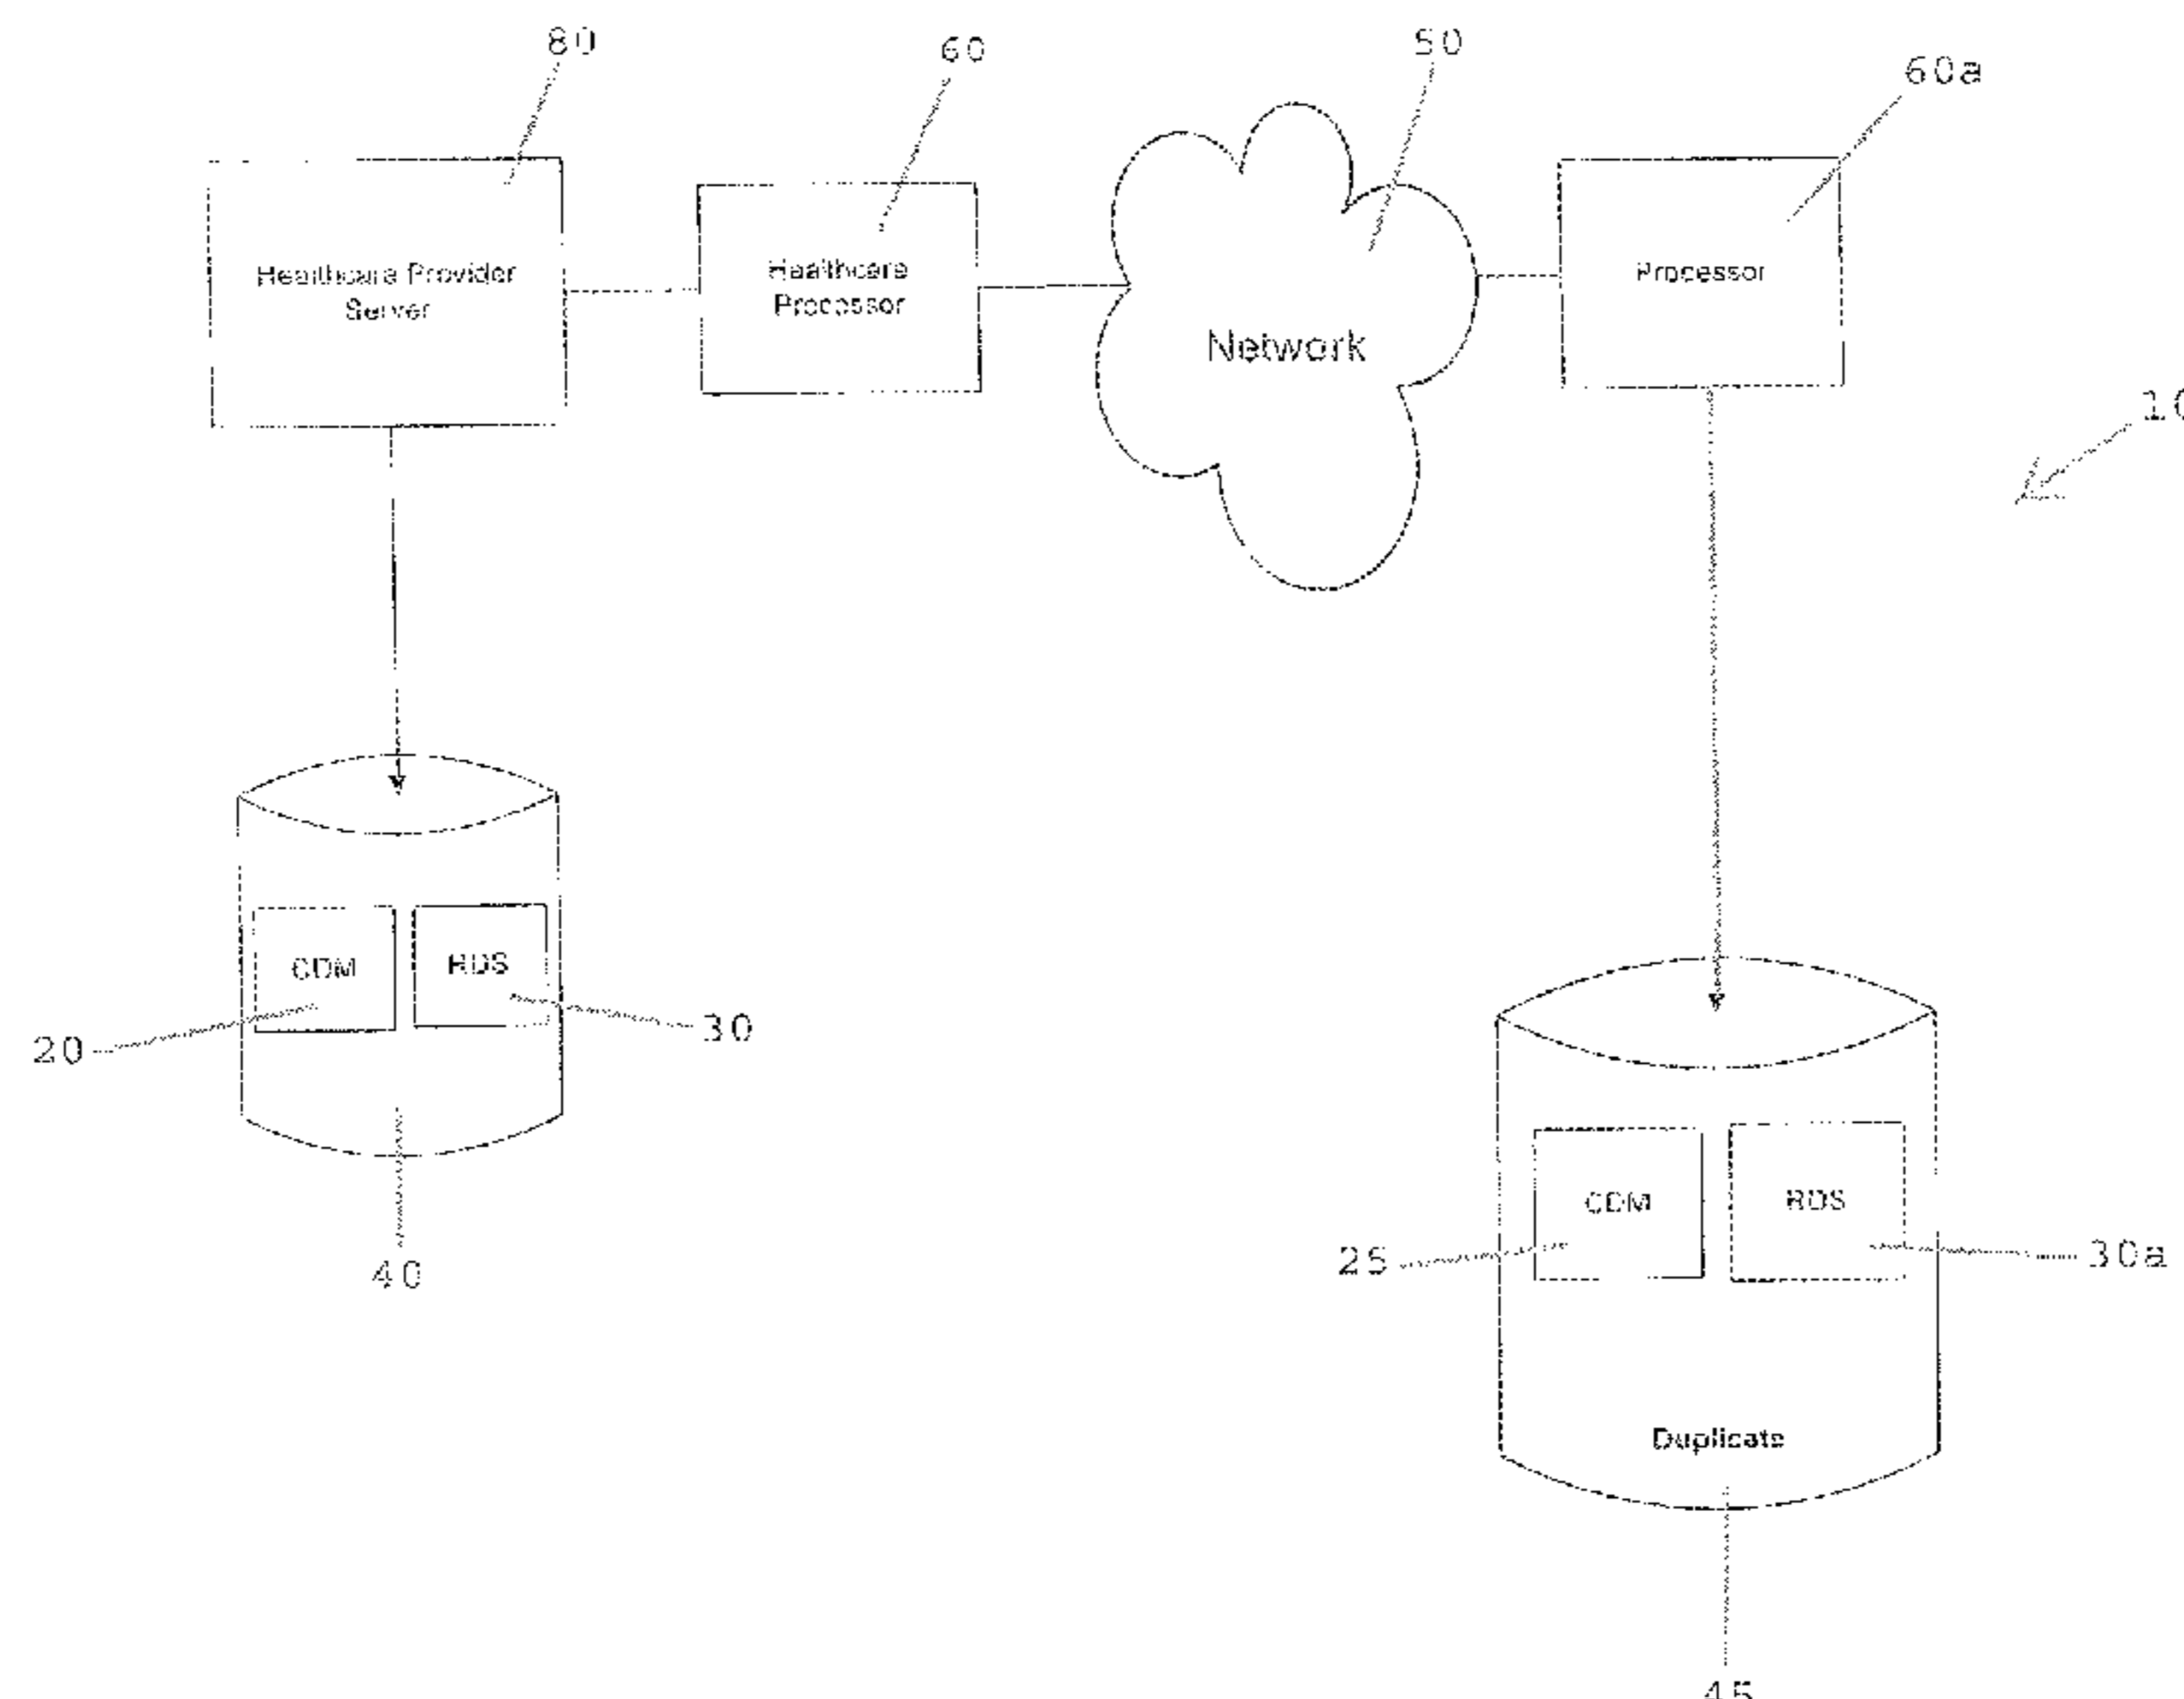 80
60
50
60a
Healthcare Provider
Server
Healthcare
Processor
Network
Processor
10
CDM
RDS
20
30
40
CDM
RDS
25
30a
Duplicate
45